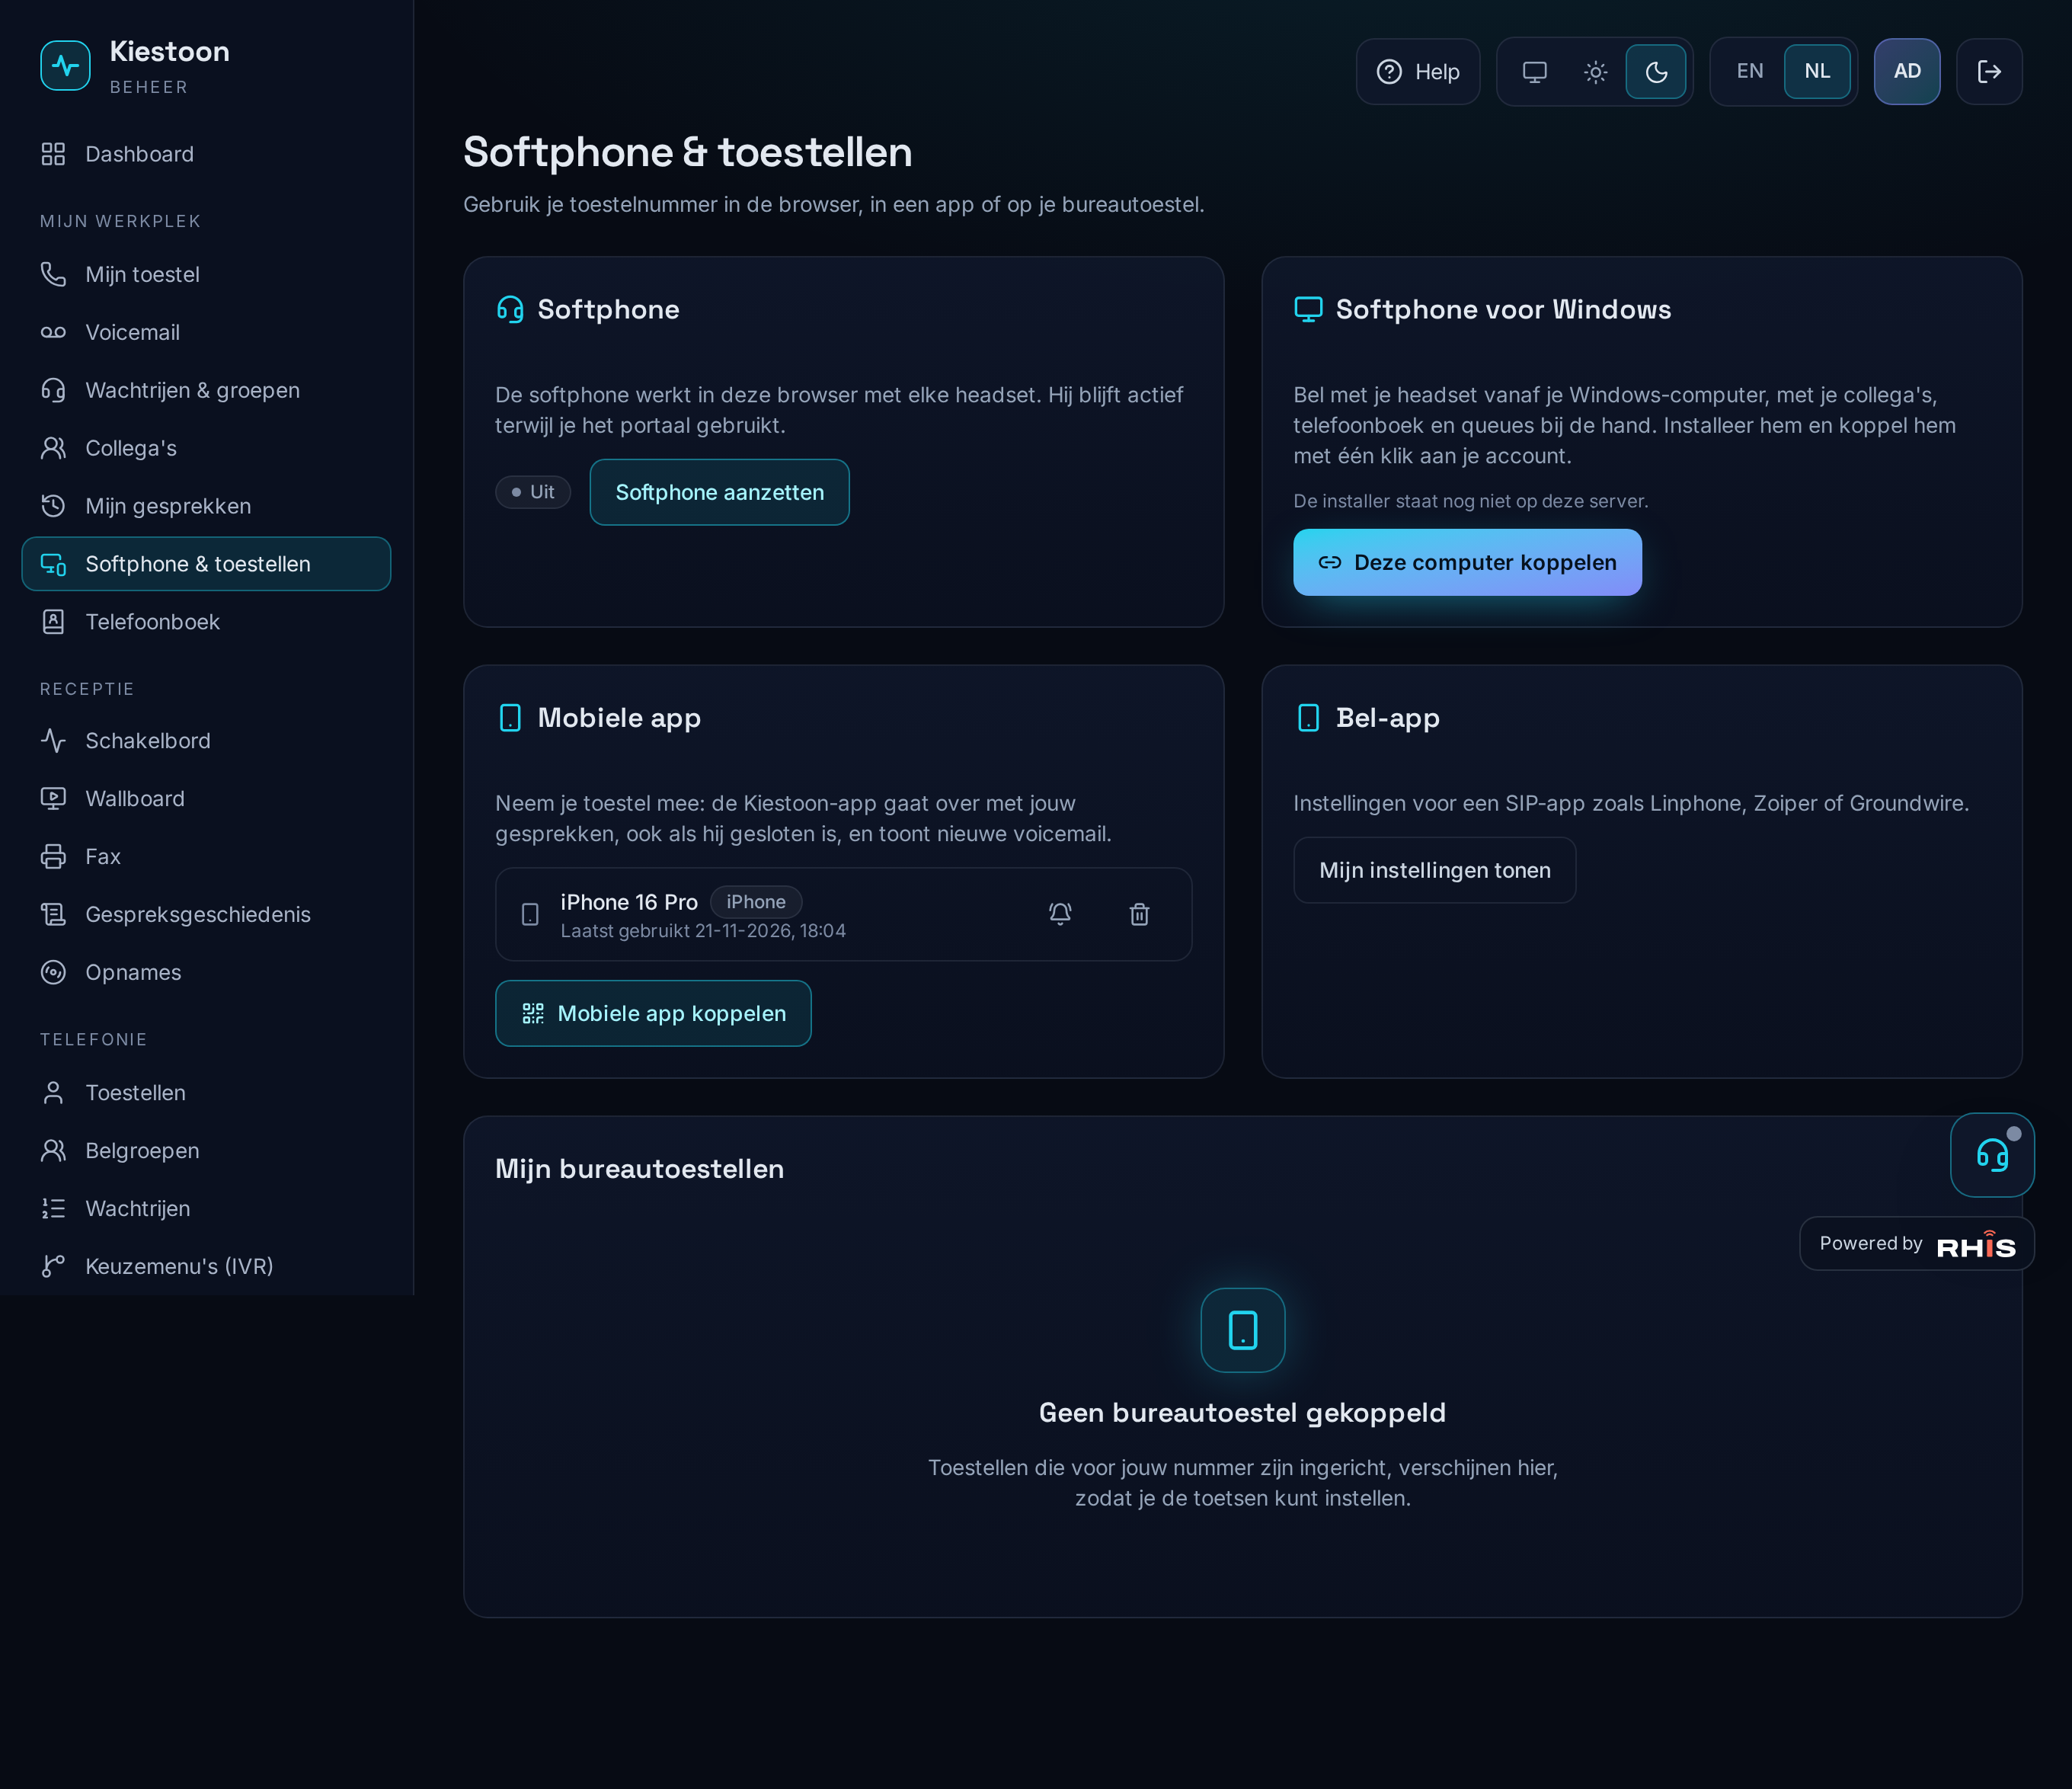 Kiestoon
BEHEER
Dashboard
MIJN WERKPLEK
Mijn toestel
Voicemail
Wachtrijen & groepen
Collega's
Mijn gesprekken
Softphone & toestellen
Telefoonboek
RECEPTIE
Schakelbord
Wallboard
Fax
Gespreksgeschiedenis
Opnames
TELEFONIE
Toestellen
Belgroepen
Wachtrijen
Keuzemenu's (IVR)
Help
EN
NL
AD
Softphone & toestellen
Gebruik je toestelnummer in de browser, in een app of op je bureautoestel.
Softphone
De softphone werkt in deze browser met elke headset. Hij blijft actief
terwijl je het portaal gebruikt.
Uit
Softphone aanzetten
Softphone voor Windows
Bel met je headset vanaf je Windows-computer, met je collega's,
telefoonboek en queues bij de hand. Installeer hem en koppel hem
met één klik aan je account.
De installer staat nog niet op deze server.
Deze computer koppelen
Mobiele app
Neem je toestel mee: de Kiestoon-app gaat over met jouw
gesprekken, ook als hij gesloten is, en toont nieuwe voicemail.
iPhone 16 Pro iPhone
Laatst gebruikt 21-11-2026, 18:04
Mobiele app koppelen
Bel-app
Instellingen voor een SIP-app zoals Linphone, Zoiper of Groundwire.
Mijn instellingen tonen
Mijn bureautoestellen
Powered by RHiS
Geen bureautoestel gekoppeld
Toestellen die voor jouw nummer zijn ingericht, verschijnen hier,
zodat je de toetsen kunt instellen.